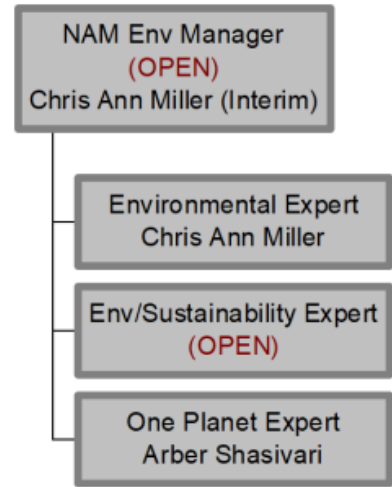 NAM Env Manager
(OPEN)
Chris Ann Miller (Interim)
Environmental Expert
Chris Ann Miller
Env/Sustainability Expert
(OPEN)
One Planet Expert
Arber Shasivari